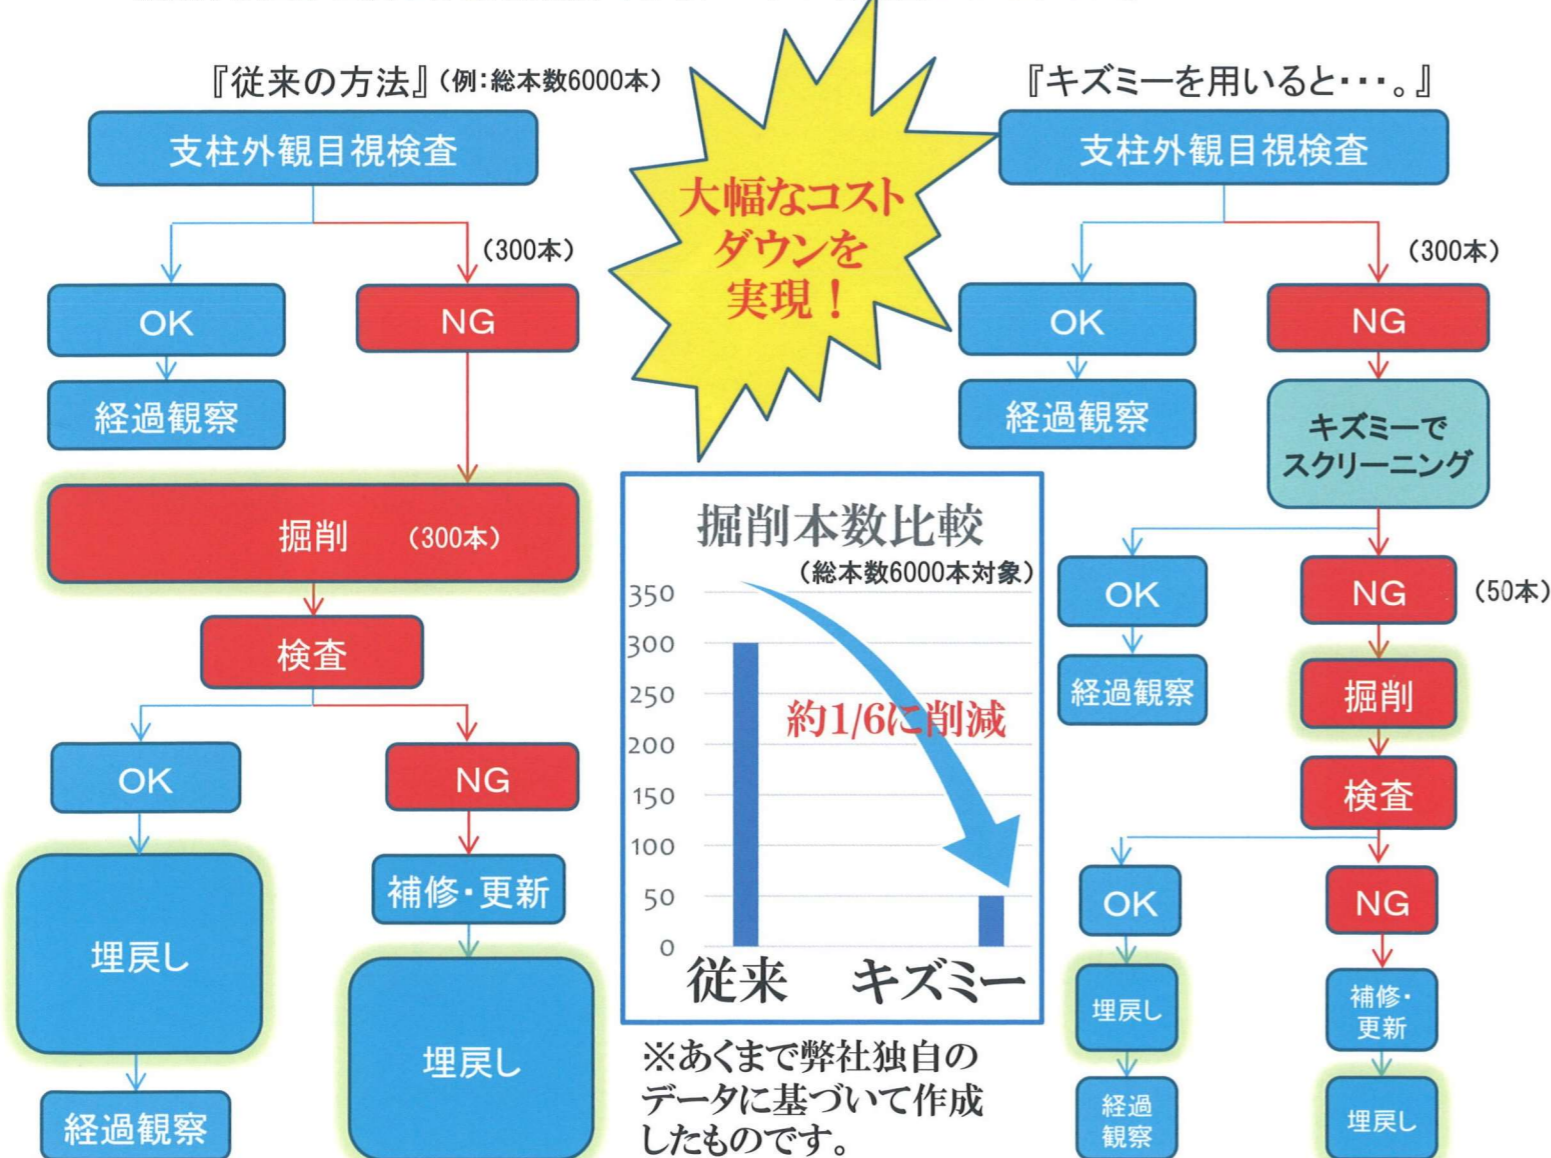 『従来の方法』(例:総本数6000本)
支柱外観目視検査
(300本)
OK
NG
経過観察
掘削 (300本)
検査
OK
NG
埋戻し
補修・更新
経過観察
埋戻し
大幅なコスト
ダウンを
実現！
掘削本数比較
(総本数6000本対象)
350
300
250
200
150
100
50
0
約1/6に削減
従来 キズミー
※あくまで弊社独自の
データに基づいて作成
したものです。
『キズミーを用いると・・・。』
支柱外観目視検査
(300本)
OK
NG
経過観察
キズミーで
スクリーニング
OK
NG
(50本)
経過観察
掘削
検査
OK
NG
埋戻し
補修・
更新
経過
観察
埋戻し